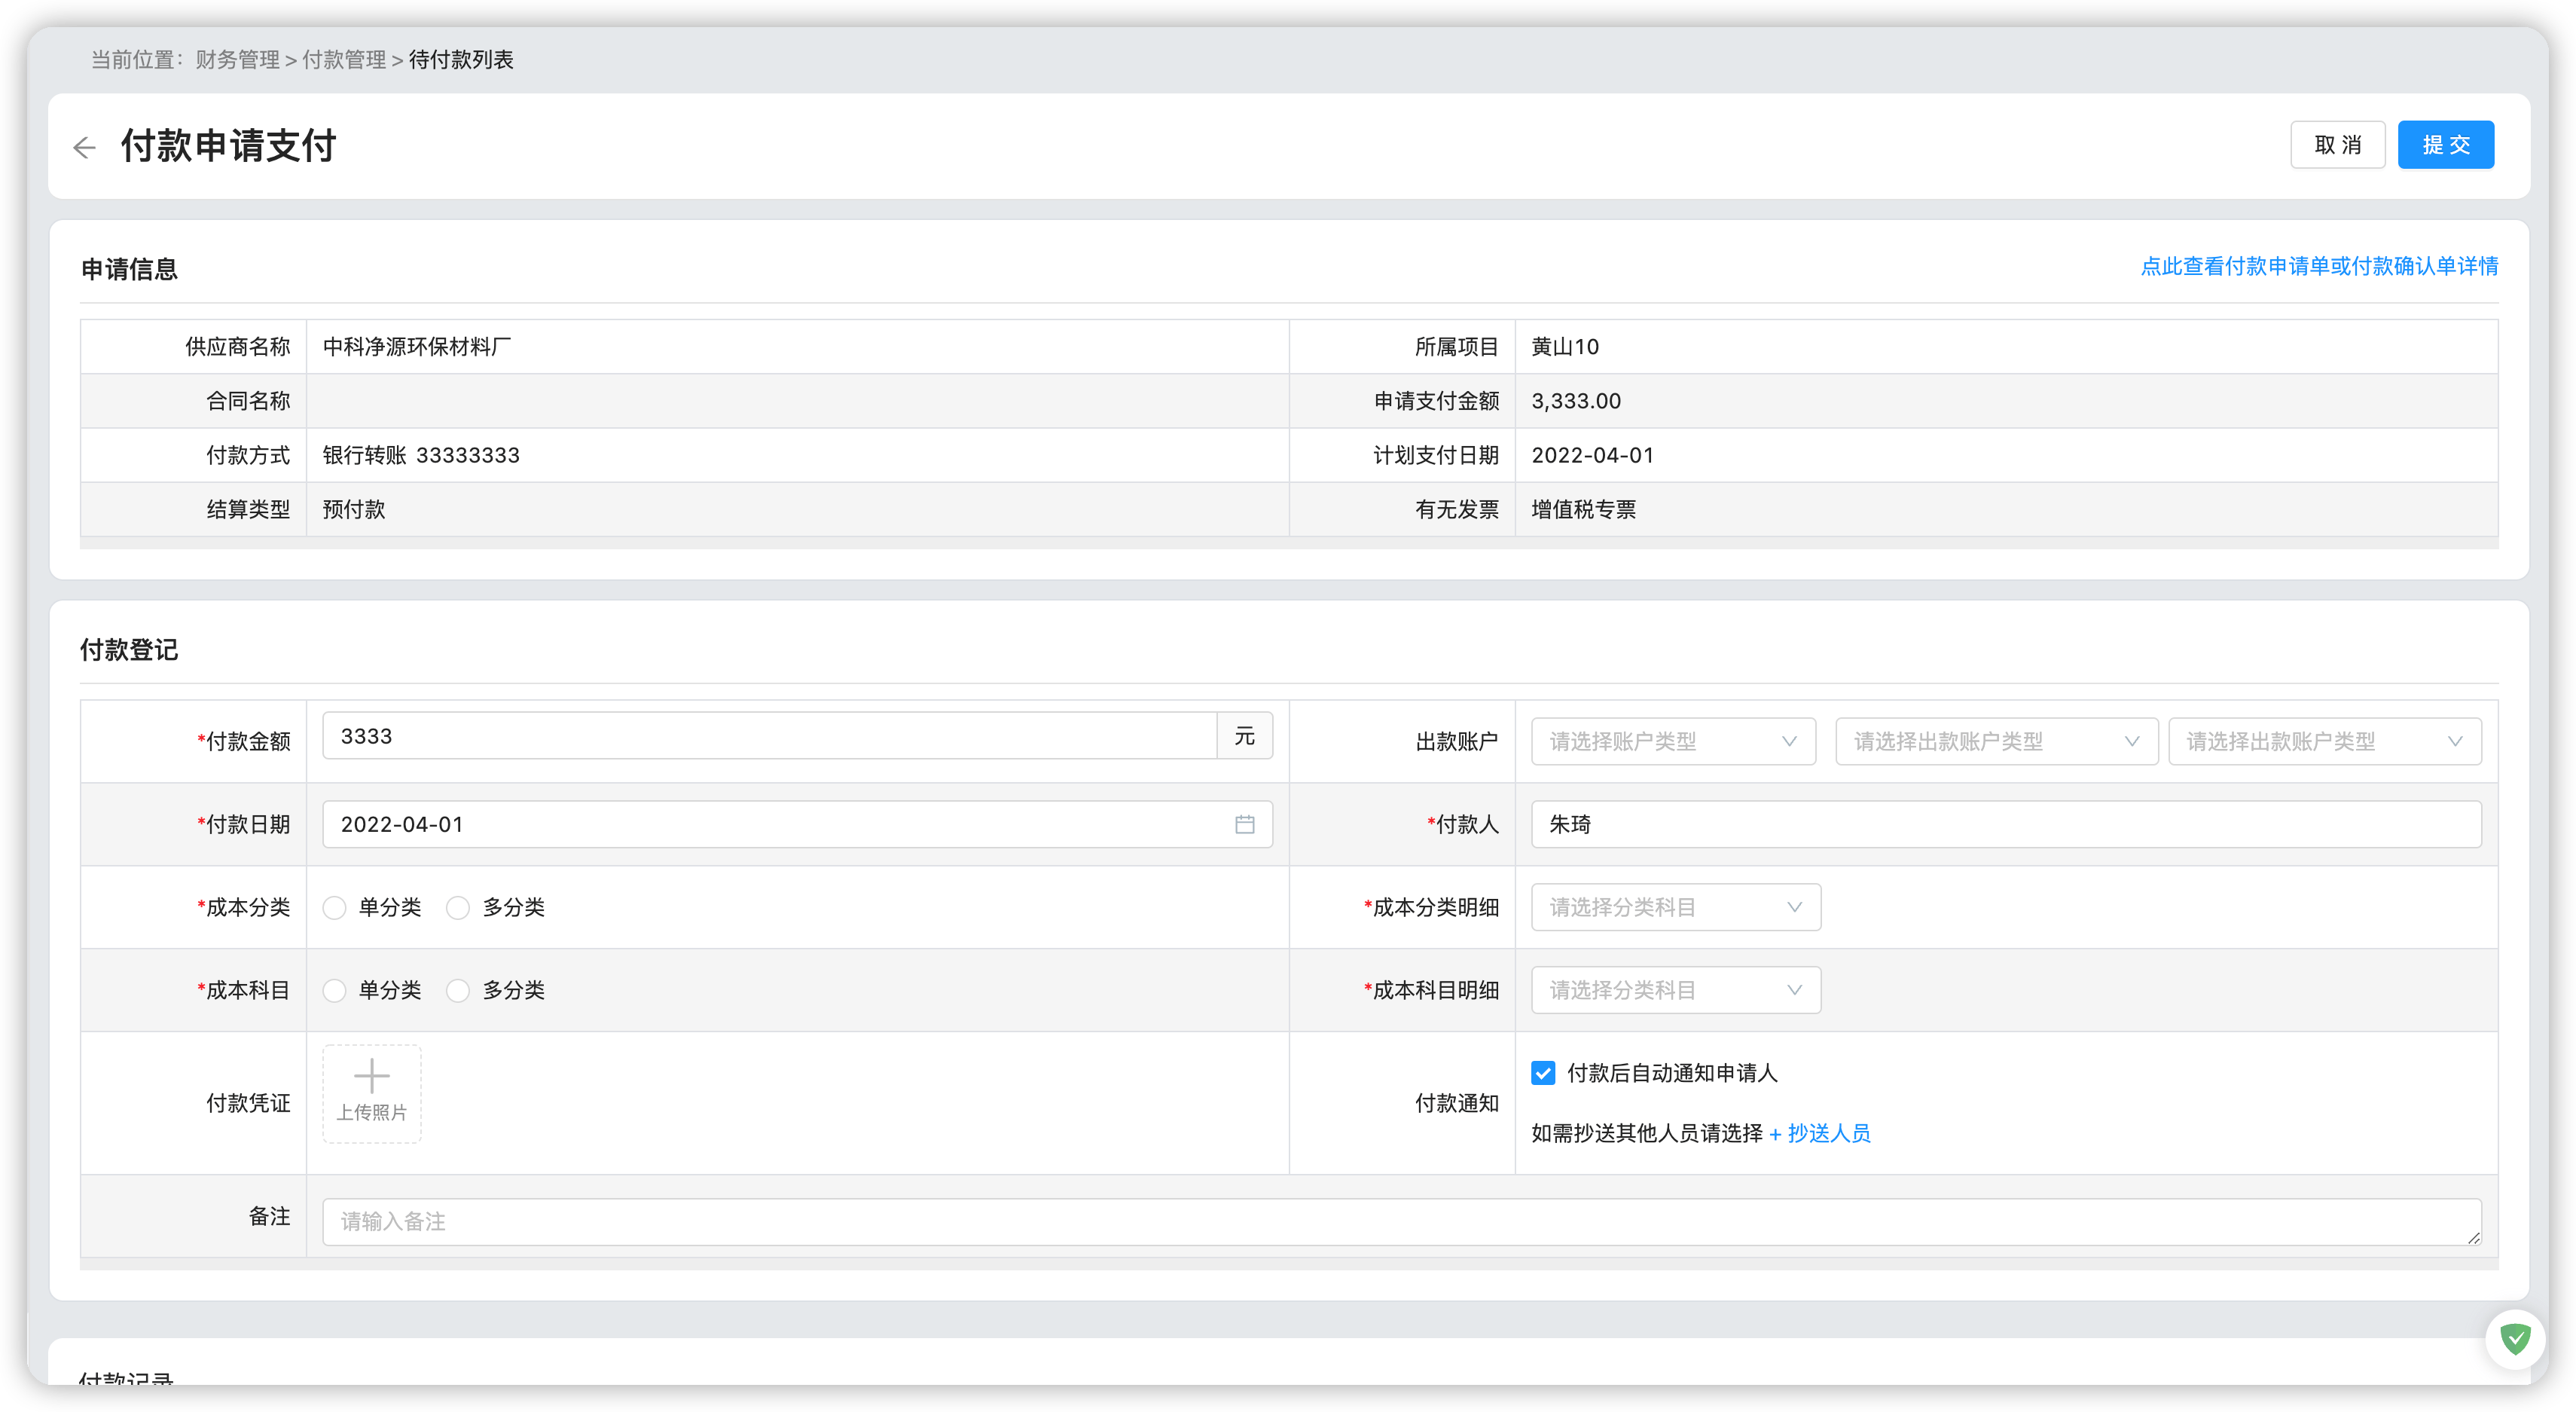 当前位置：财务管理 > 付款管理 > 待付款列表
付款申请支付
取 消
提 交
申请信息
点此查看付款申请单或付款确认单详情
供应商名称 中科净源环保材料厂 所属项目 黄山10
合同名称 申请支付金额 3,333.00
付款方式 银行转账 33333333 计划支付日期 2022-04-01
结算类型 预付款 有无发票 增值税专票
付款登记
*付款金额 3333 元 出款账户 请选择账户类型 请选择出款账户类型 请选择出款账户类型
*付款日期 2022-04-01 *付款人 朱琦
*成本分类 单分类 多分类 *成本分类明细 请选择分类科目
*成本科目 单分类 多分类 *成本科目明细 请选择分类科目
付款凭证 上传照片 付款通知 付款后自动通知申请人
如需抄送其他人员请选择 + 抄送人员
备注 请输入备注
付款记录